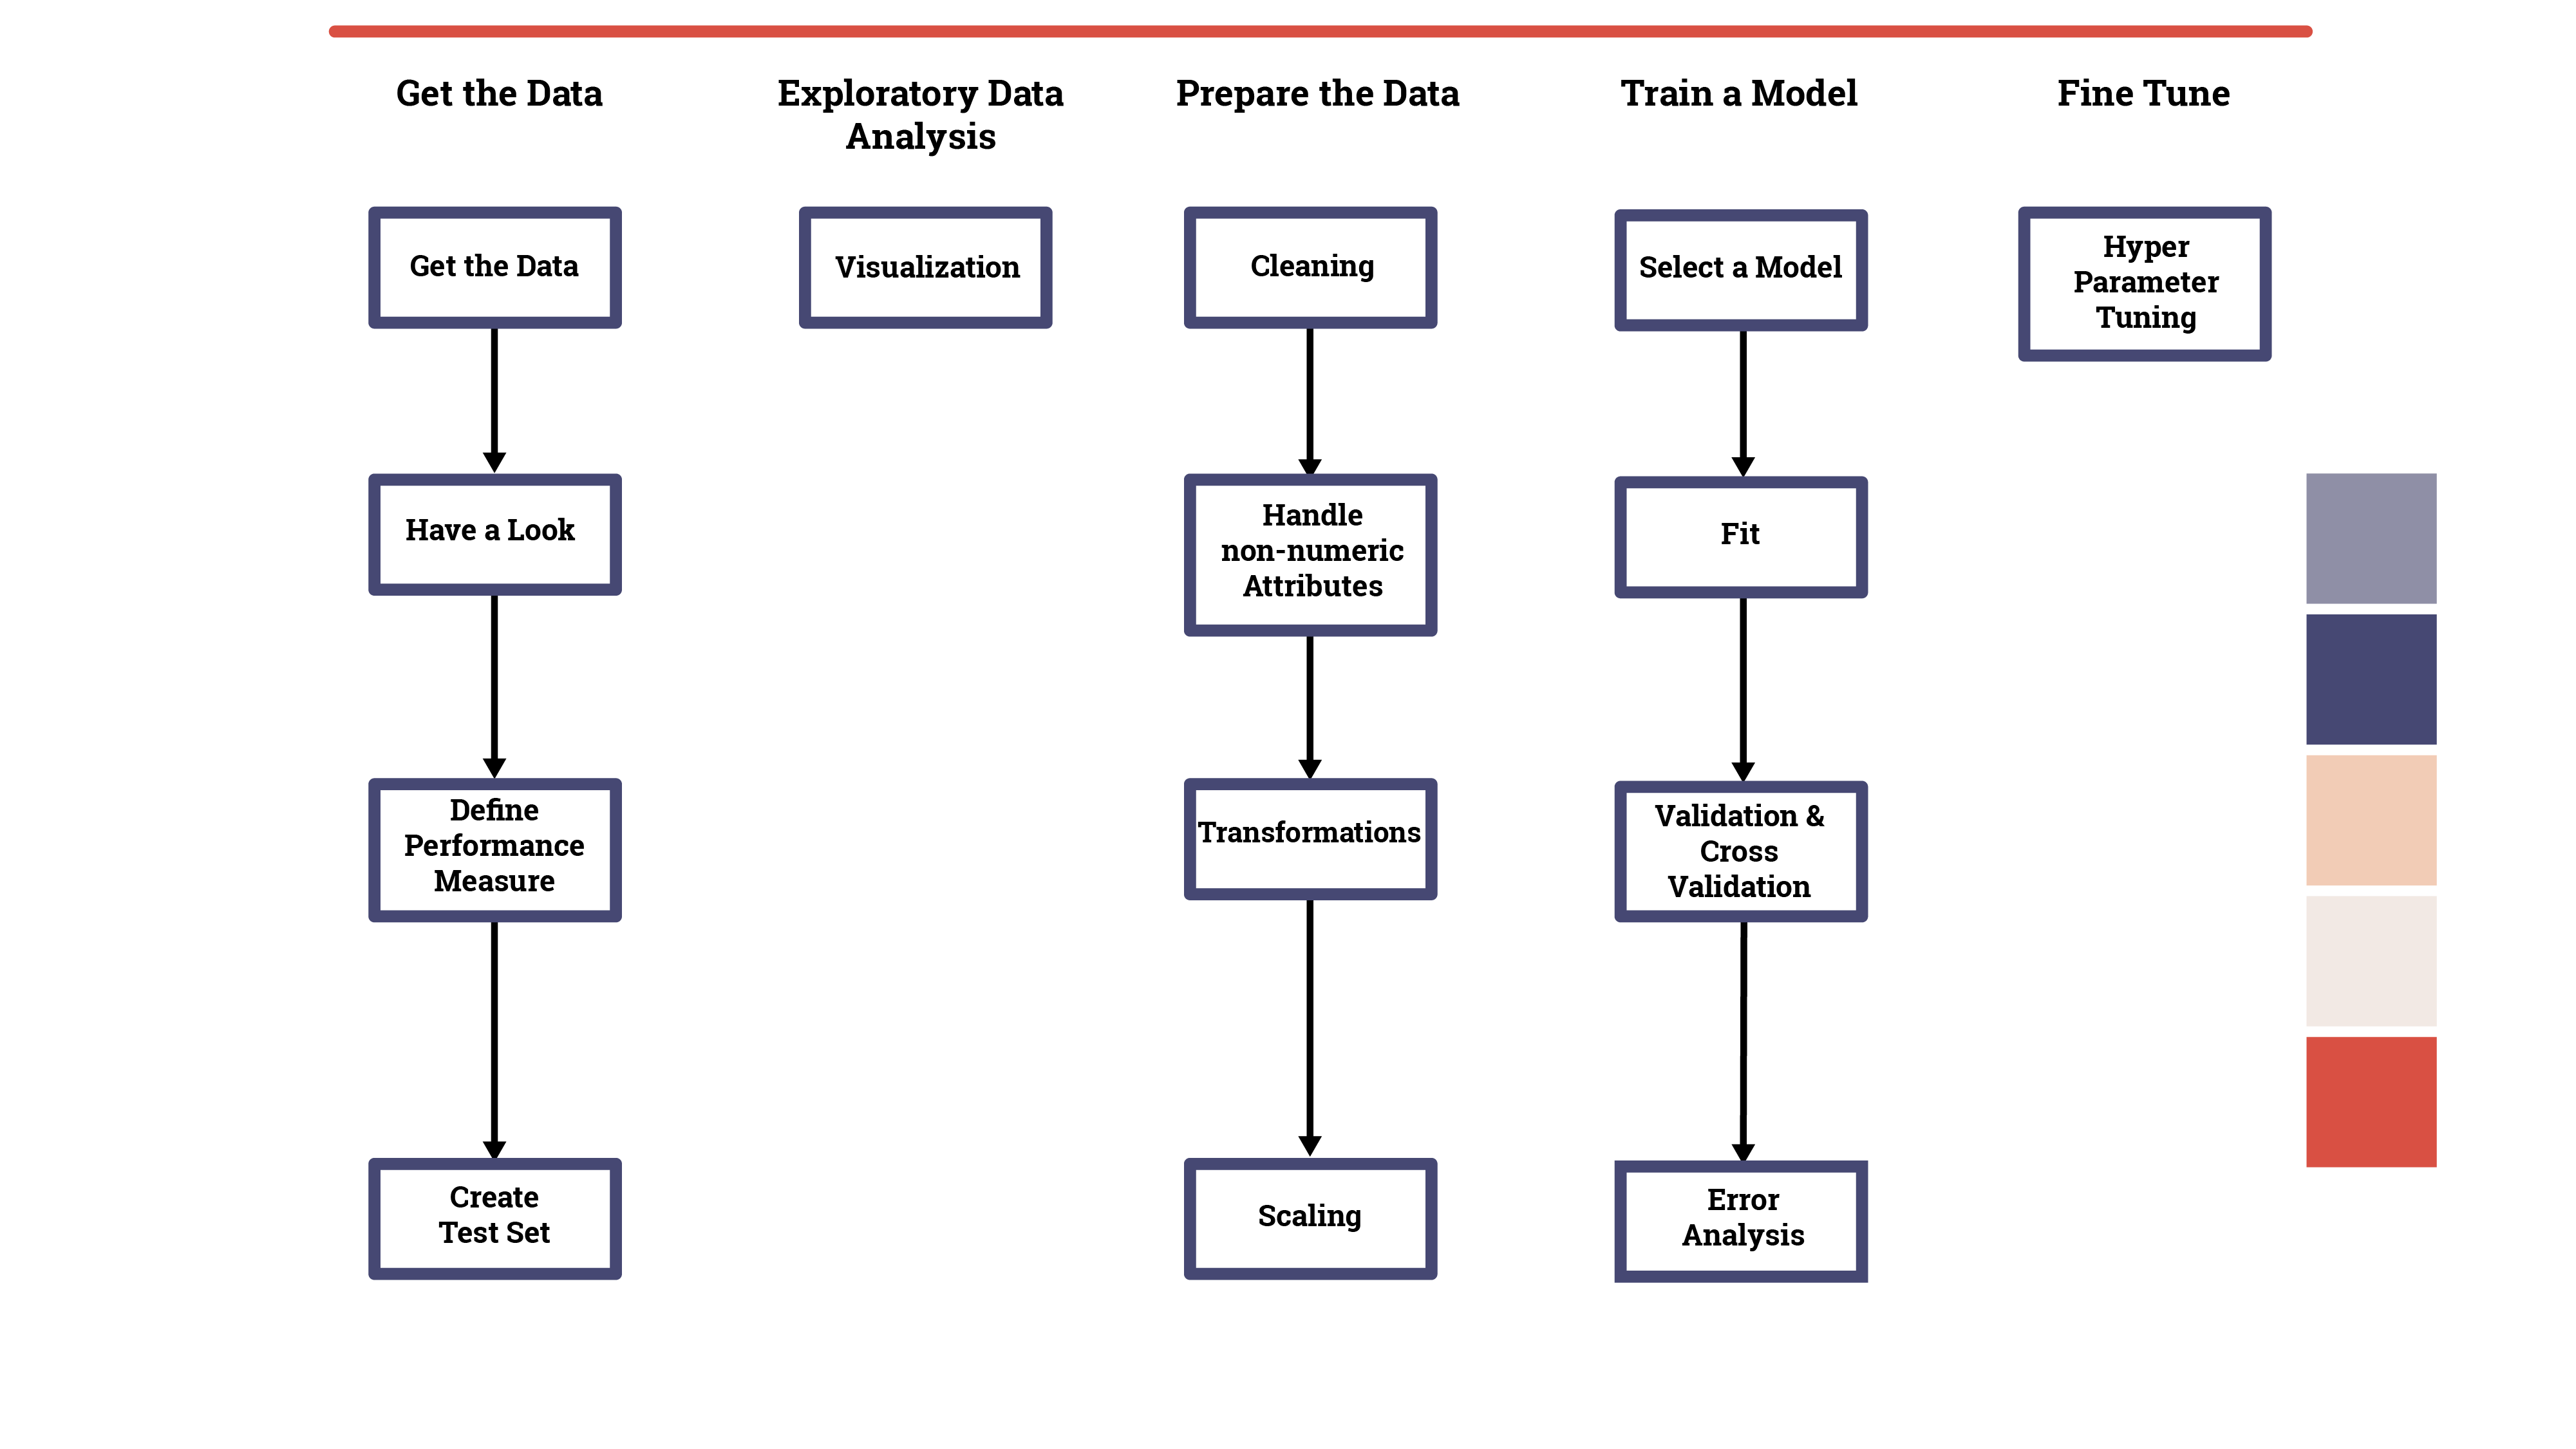 Get the Data
Exploratory Data
Analysis
Prepare the Data
Train a Model
Fine Tune
Get the Data
Have a Look
Define
Performance
Measure
Create
Test Set
Visualization
Cleaning
Handle
non-numeric
Attributes
Transformations
Scaling
Select a Model
Fit
Validation &
Cross
Validation
Error
Analysis
Hyper
Parameter
Tuning